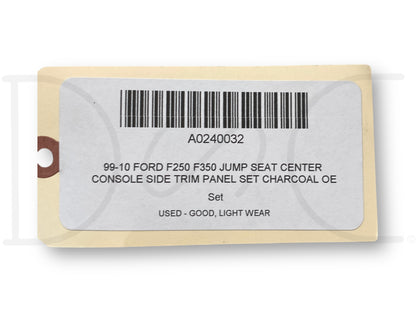 A0240032
99-10 FORD F250 F350 JUMP SEAT CENTER
CONSOLE SIDE TRIM PANEL SET CHARCOAL OE
Set
USED - GOOD, LIGHT WEAR